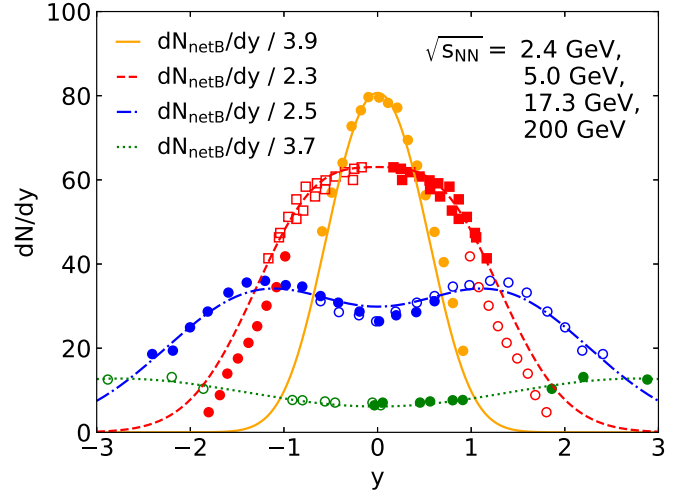 100
80
60
40
20
0
dN/dy
dN_netB/dy / 3.9
dN_netB/dy / 2.3
dN_netB/dy / 2.5
dN_netB/dy / 3.7
√s_NN = 2.4 GeV,
5.0 GeV,
17.3 GeV,
200 GeV
−3 −2 −1 0 1 2 3
y